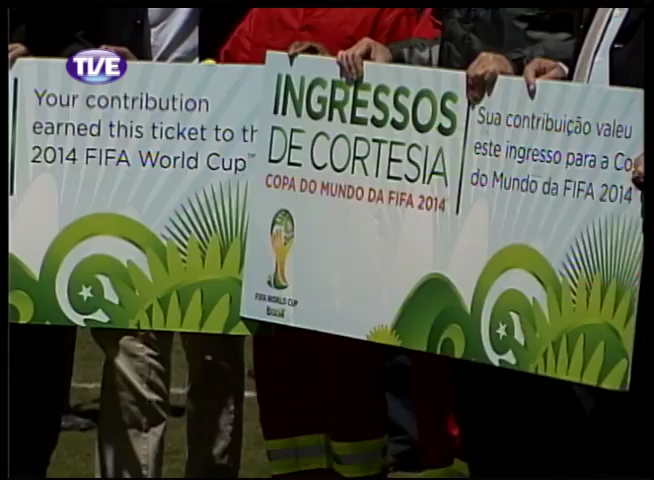 TVE
Your contribution
earned this ticket to th
2014 FIFA World Cup™
INGRESSOS
DE CORTESIA
COPA DO MUNDO DA FIFA 2014
FIFA WORLD CUP
Brasil
Sua contribuição valeu
este ingresso para a Co
do Mundo da FIFA 2014